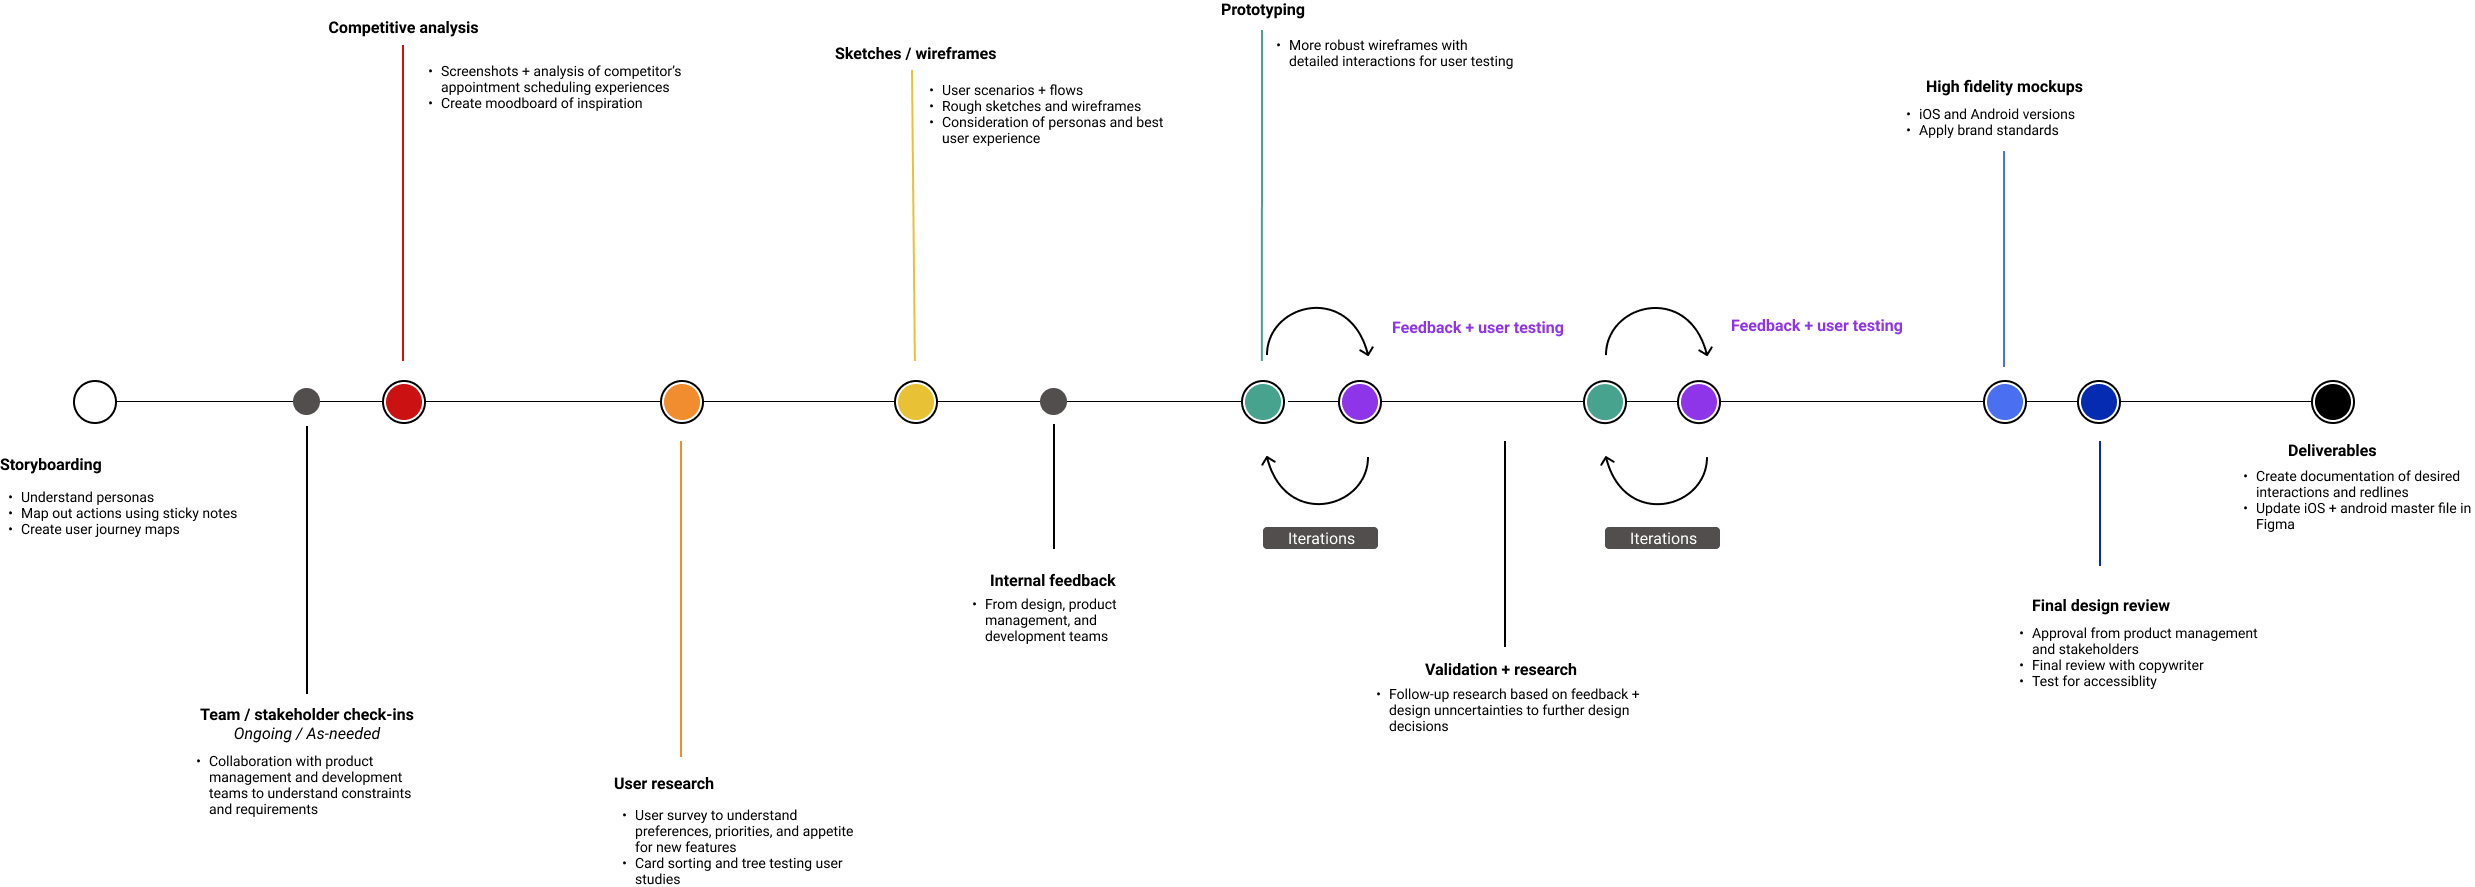 Prototyping
• More robust wireframes with
detailed interactions for user testing
Competitive analysis
• Screenshots + analysis of competitor's
appointment scheduling experiences
• Create moodboard of inspiration
Sketches / wireframes
• User scenarios + flows
• Rough sketches and wireframes
• Consideration of personas and best
user experience
High fidelity mockups
• iOS and Android versions
• Apply brand standards
Feedback + user testing
Feedback + user testing
Storyboarding
• Understand personas
• Map out actions using sticky notes
• Create user journey maps
Deliverables
• Create documentation of desired
interactions and redlines
• Update iOS + android master file in
Figma
Iterations
Iterations
Internal feedback
• From design, product
management, and
development teams
Final design review
• Approval from product management
and stakeholders
• Final review with copywriter
• Test for accessiblity
Validation + research
• Follow-up research based on feedback +
design unncertainties to further design
decisions
Team / stakeholder check-ins
Ongoing / As-needed
• Collaboration with product
management and development
teams to understand constraints
and requirements
User research
• User survey to understand
preferences, priorities, and appetite
for new features
• Card sorting and tree testing user
studies